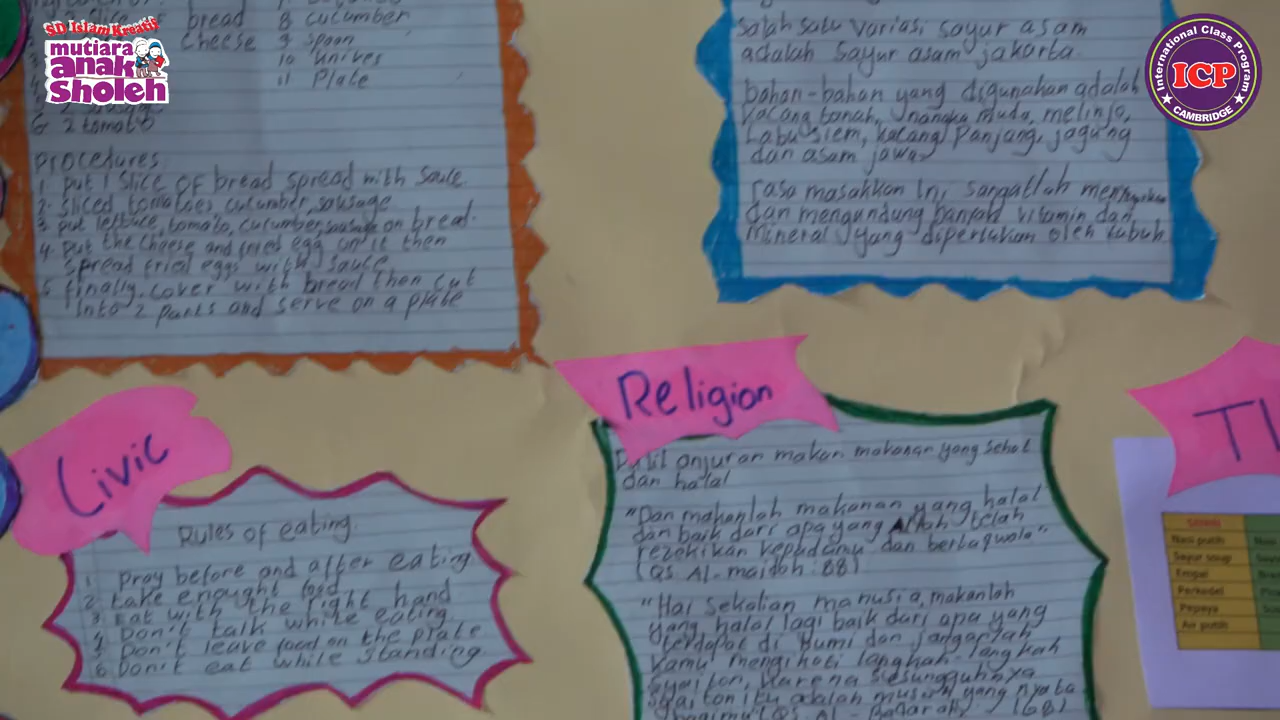 SD Islam Kreatif
mutiara
anak
sholeh
International Class Program
ICP
CAMBRIDGE
bread
cheese
6 2 tomato
8 cucumber
9 spoon
10 knives
11 Plate
Procedures
1. put 1 slice of bread spread with sauce
2. sliced tomatoes cucumber, sausage
3. put lettuce, tomato, cucumber, sausage on bread.
4. put the cheese and fried egg on it then
spread fried eggs with sauce
5. finally, cover with bread then cut
into 2 parts and serve on a plate
Salah satu variasi sayur asam
adalah sayur asam jakarta.
bahan-bahan yang digunakan adalah
kacang tanah, nangka muda, melinjo,
Labu siem, kacang panjang, jagung
dan asam jawa
rasa masakkan Ini sangatlah
dan mengundung banyak vitamin dan
mineral yang diperlukan oleh tubuh
Civic
Rules of eating.
1. Pray before and after eating
2. take enought food
3. Eat with the right hand
4. Don't talk while eating.
5. Don't leave food on the plate
6. Don't eat while standing
Religion
Dalil anjuran makan makanan yang sehat
dan halal
"Dan makanlah makanan yang halal
dan baik dari apa yang Allah telah
rezekikan kepadamu dan bertaqwala"
(QS. Al-maidah: 88)
"Hai sekalian manusia, makanlah
yang halal lagi baik dari apa yang
terdapat di Bumi dan janganlah
kamu mengikoti langkah-langkah
syaiton, karena sesungguhnya
syaiton itu adalah musuh yang nyata
bagimu" (QS. Al-Baqarah: 168)
Nasi putih
Sayur soup
Empal
Perkedel
Pepaya
Air putih